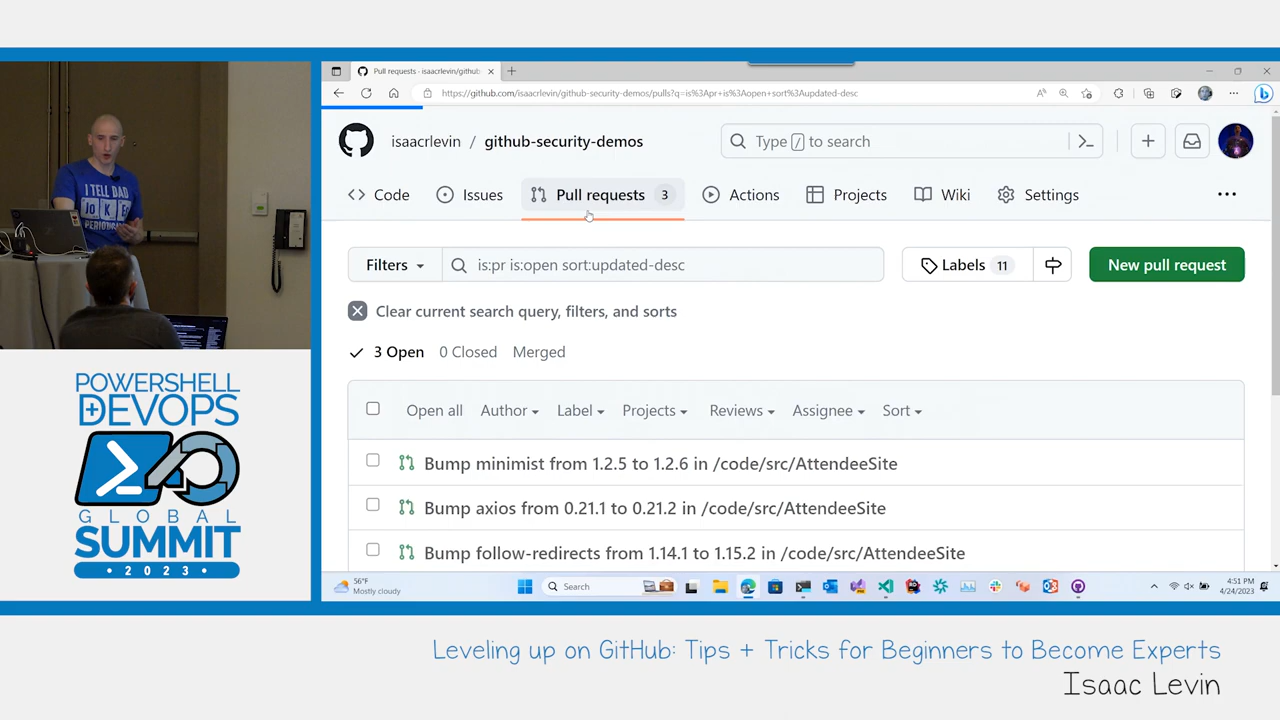 I TELL DAD
JOKES
PERIODICALLY
POWERSHELL
+DEVOPS
GLOBAL
SUMMIT
• 2023 •
Pull requests · isaacrlevin/github
https://github.com/isaacrlevin/github-security-demos/pulls?q=is%3Apr+is%3Aopen+sort%3Aupdated-desc
isaacrlevin / github-security-demos
Type / to search
Code Issues Pull requests 3 Actions Projects Wiki Settings
Filters is:pr is:open sort:updated-desc Labels 11 New pull request
Clear current search query, filters, and sorts
3 Open 0 Closed Merged
Open all Author Label Projects Reviews Assignee Sort
Bump minimist from 1.2.5 to 1.2.6 in /code/src/AttendeeSite
Bump axios from 0.21.1 to 0.21.2 in /code/src/AttendeeSite
Bump follow-redirects from 1.14.1 to 1.15.2 in /code/src/AttendeeSite
56°F
Mostly cloudy
Search
4:51 PM
4/24/2023
Leveling up on GitHub: Tips + Tricks for Beginners to Become Experts
Isaac Levin